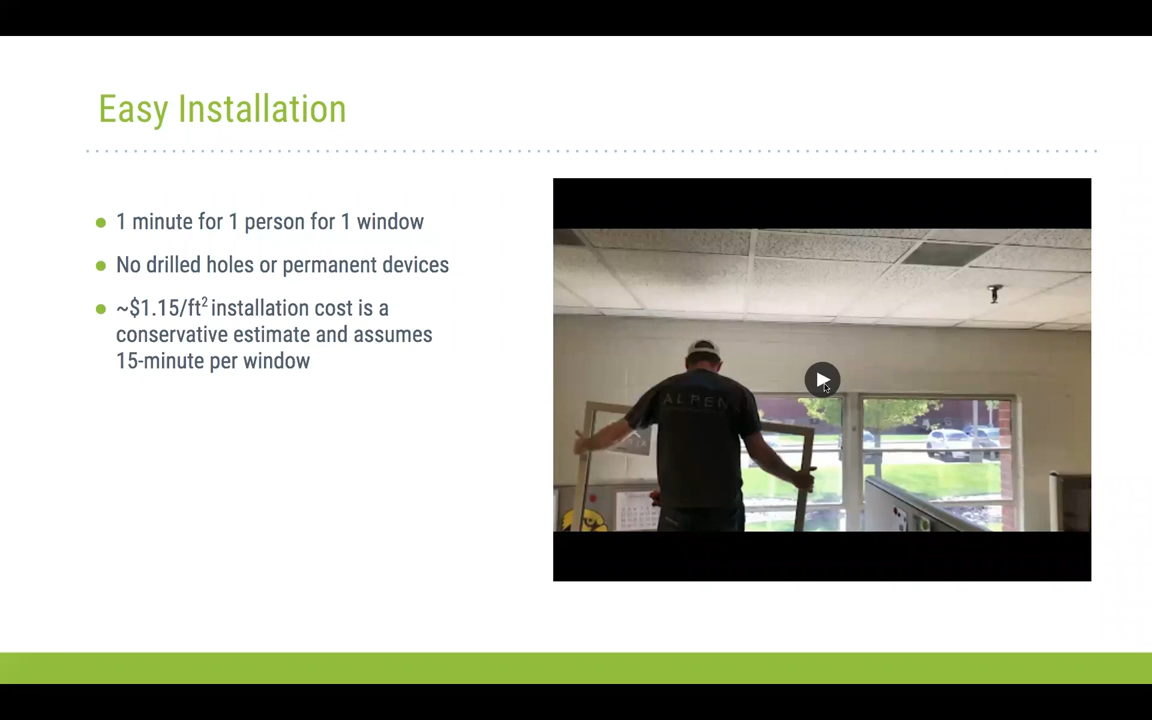 Easy Installation
1 minute for 1 person for 1 window
No drilled holes or permanent devices
~$1.15/ft² installation cost is a
conservative estimate and assumes
15-minute per window
ALPEN